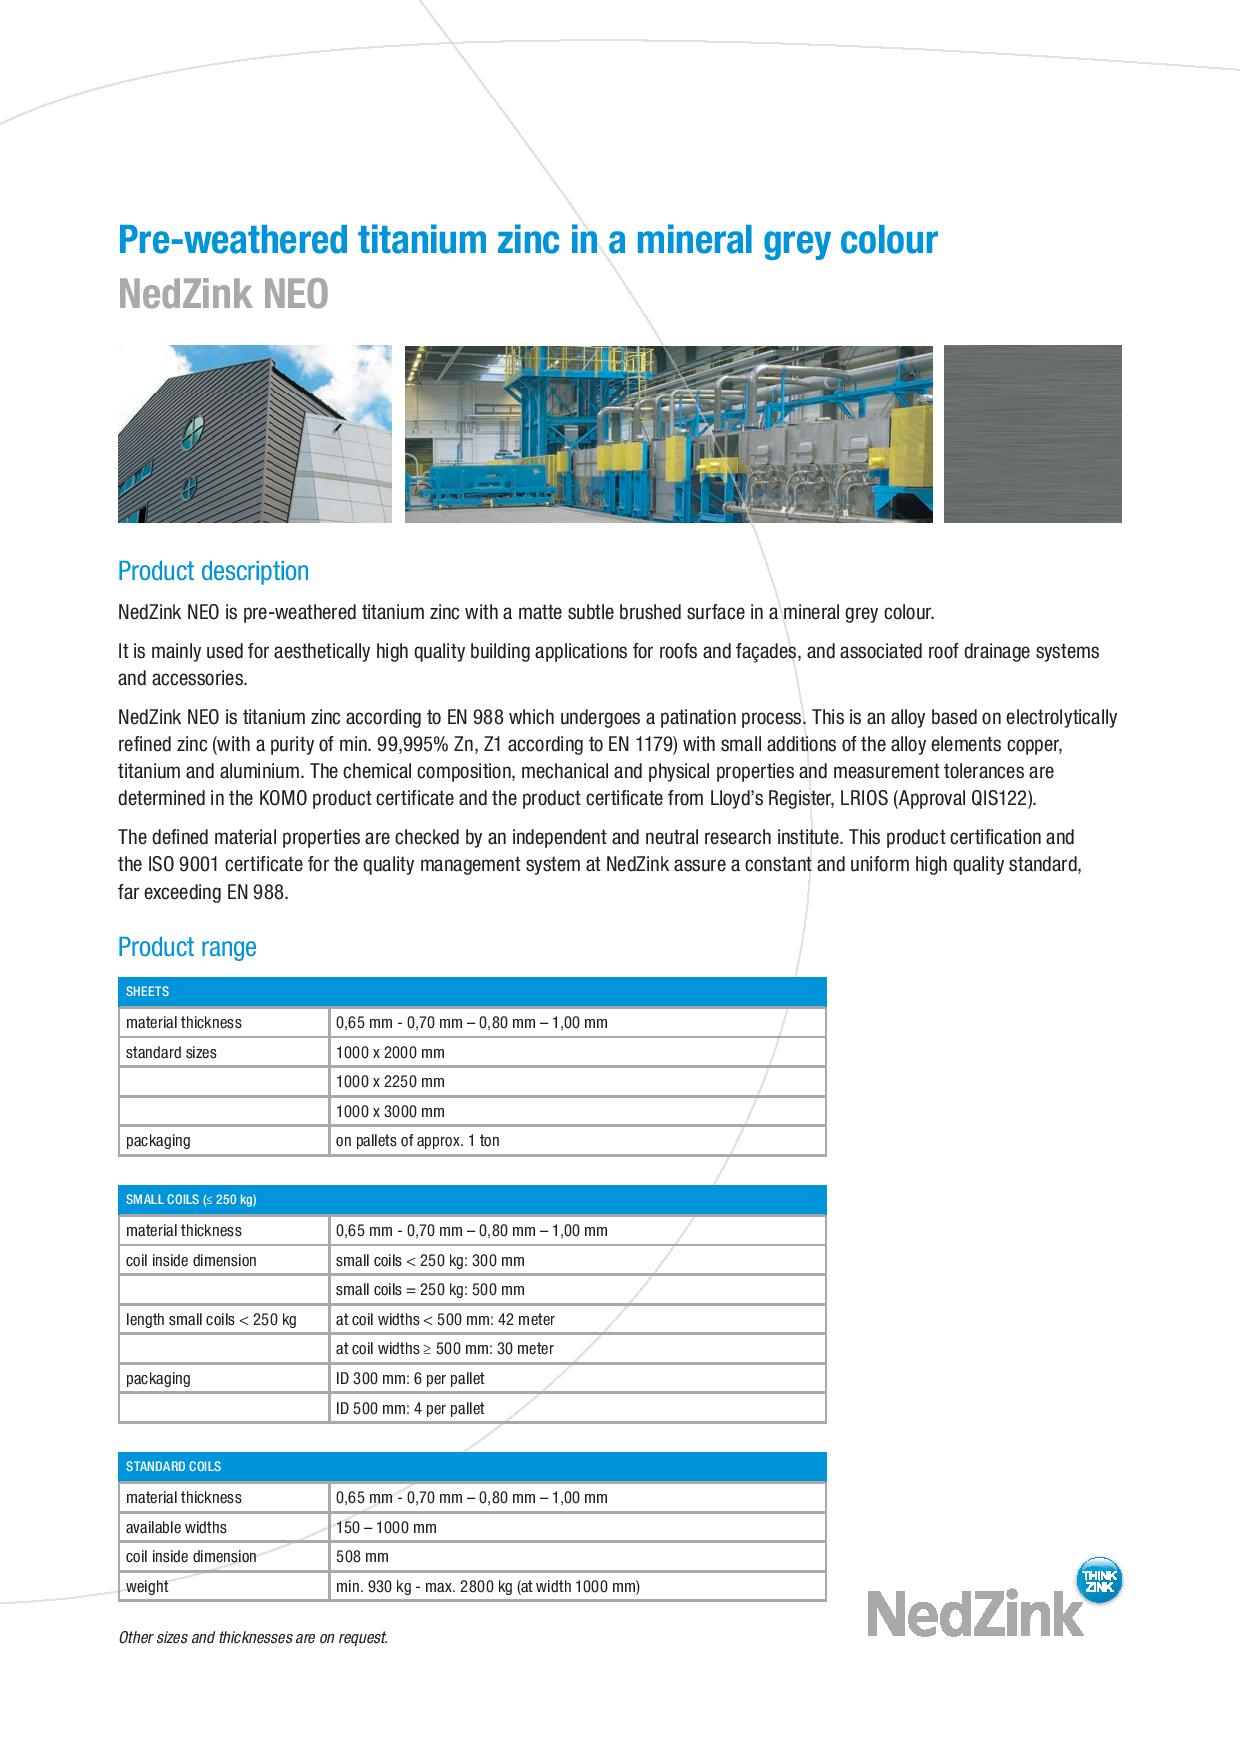 Pre-weathered titanium zinc in a mineral grey colour
NedZink NEO
Product description
NedZink NEO is pre-weathered titanium zinc with a matte subtle brushed surface in a mineral grey colour.
It is mainly used for aesthetically high quality building applications for roofs and façades, and associated roof drainage systems
and accessories.
NedZink NEO is titanium zinc according to EN 988 which undergoes a patination process. This is an alloy based on electrolytically
refined zinc (with a purity of min. 99,995% Zn, Z1 according to EN 1179) with small additions of the alloy elements copper,
titanium and aluminium. The chemical composition, mechanical and physical properties and measurement tolerances are
determined in the KOMO product certificate and the product certificate from Lloyd's Register, LRIOS (Approval QIS122).
The defined material properties are checked by an independent and neutral research institute. This product certification and
the ISO 9001 certificate for the quality management system at NedZink assure a constant and uniform high quality standard,
far exceeding EN 988.
Product range
SHEETS
material thickness 0,65 mm - 0,70 mm – 0,80 mm – 1,00 mm
standard sizes 1000 x 2000 mm
1000 x 2250 mm
1000 x 3000 mm
packaging on pallets of approx. 1 ton
SMALL COILS (≤ 250 kg)
material thickness 0,65 mm - 0,70 mm – 0,80 mm – 1,00 mm
coil inside dimension small coils < 250 kg: 300 mm
small coils = 250 kg: 500 mm
length small coils < 250 kg at coil widths < 500 mm: 42 meter
at coil widths ≥ 500 mm: 30 meter
packaging ID 300 mm: 6 per pallet
ID 500 mm: 4 per pallet
STANDARD COILS
material thickness 0,65 mm - 0,70 mm – 0,80 mm – 1,00 mm
available widths 150 – 1000 mm
coil inside dimension 508 mm
weight min. 930 kg - max. 2800 kg (at width 1000 mm)
Other sizes and thicknesses are on request.
THINK
ZINK
NedZink